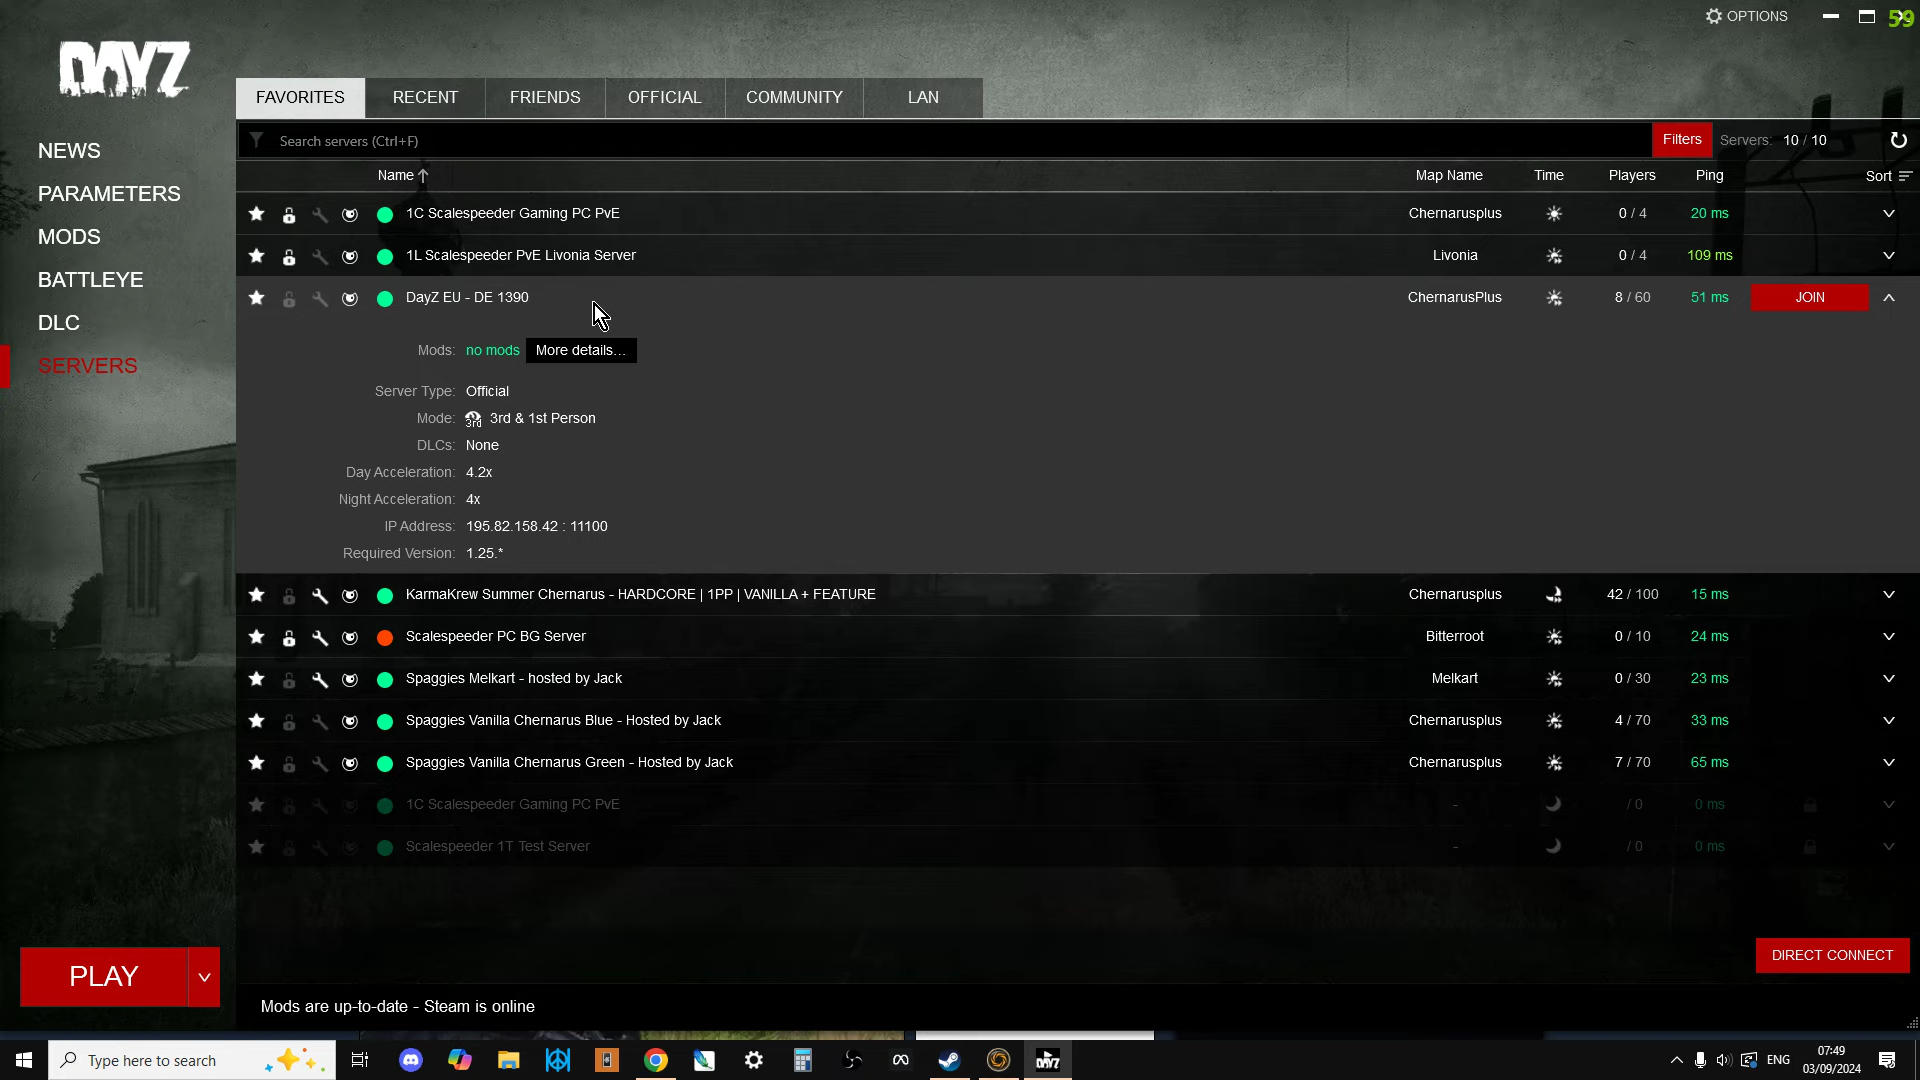 OPTIONS
59
DAYZ
FAVORITES RECENT FRIENDS OFFICIAL COMMUNITY LAN
Search servers (Ctrl+F) Filters Servers: 10 / 10
NEWS
PARAMETERS
MODS
BATTLEYE
DLC
SERVERS
Name Map Name Time Players Ping Sort
1C Scalespeeder Gaming PC PvE Chernarusplus 0 / 4 20 ms
1L Scalespeeder PvE Livonia Server Livonia 0 / 4 109 ms
DayZ EU - DE 1390 ChernarusPlus 8 / 60 51 ms JOIN
Mods: no mods More details...
Server Type: Official
Mode: 3rd 3rd & 1st Person
DLCs: None
Day Acceleration: 4.2x
Night Acceleration: 4x
IP Address: 195.82.158.42 : 11100
Required Version: 1.25.*
KarmaKrew Summer Chernarus - HARDCORE | 1PP | VANILLA + FEATURE Chernarusplus 42 / 100 15 ms
Scalespeeder PC BG Server Bitterroot 0 / 10 24 ms
Spaggies Melkart - hosted by Jack Melkart 0 / 30 23 ms
Spaggies Vanilla Chernarus Blue - Hosted by Jack Chernarusplus 4 / 70 33 ms
Spaggies Vanilla Chernarus Green - Hosted by Jack Chernarusplus 7 / 70 65 ms
1C Scalespeeder Gaming PC PvE - / 0 0 ms
Scalespeeder 1T Test Server - / 0 0 ms
DIRECT CONNECT
PLAY
Mods are up-to-date - Steam is online
Type here to search DAYZ ENG 07:49
03/09/2024